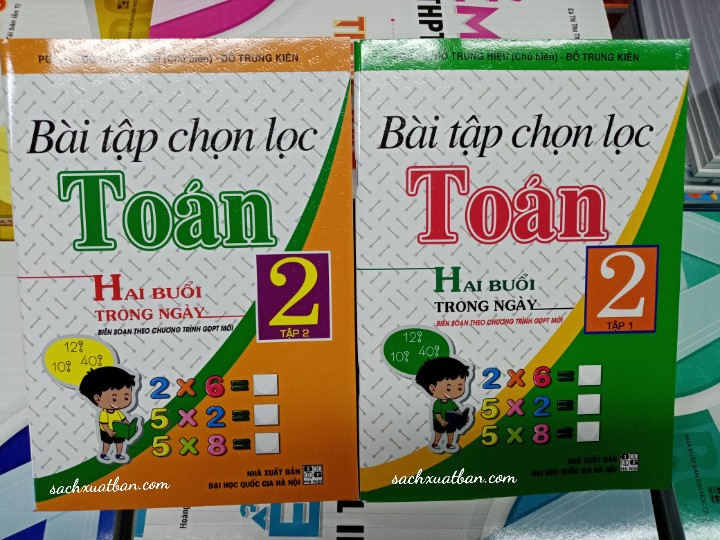 (Chủ biên) - ĐỖ TRUNG KIÊN
Bài tập chọn lọc
Toán
HAI BUỔI
TRONG NGÀY
BIÊN SOẠN THEO CHƯƠNG TRÌNH GDPT MỚI
2
TẬP 2
12?
10? 40?
2 x 6 =
5 x 2 =
5 x 8 =
NHÀ XUẤT BẢN
ĐẠI HỌC QUỐC GIA HÀ NỘI
sachxuatban.com
TRUNG HIỆU (Chủ biên) - ĐỖ TRUNG KIÊN
Bài tập chọn lọc
Toán
HAI BUỔI
TRONG NGÀY
BIÊN SOẠN THEO CHƯƠNG TRÌNH GDPT MỚI
2
TẬP 1
12?
10? 40?
2 x 6 =
5 x 2 =
5 x 8 =
NHÀ XUẤT BẢN
ĐẠI HỌC QUỐC GIA HÀ NỘI
sachxuatban.com